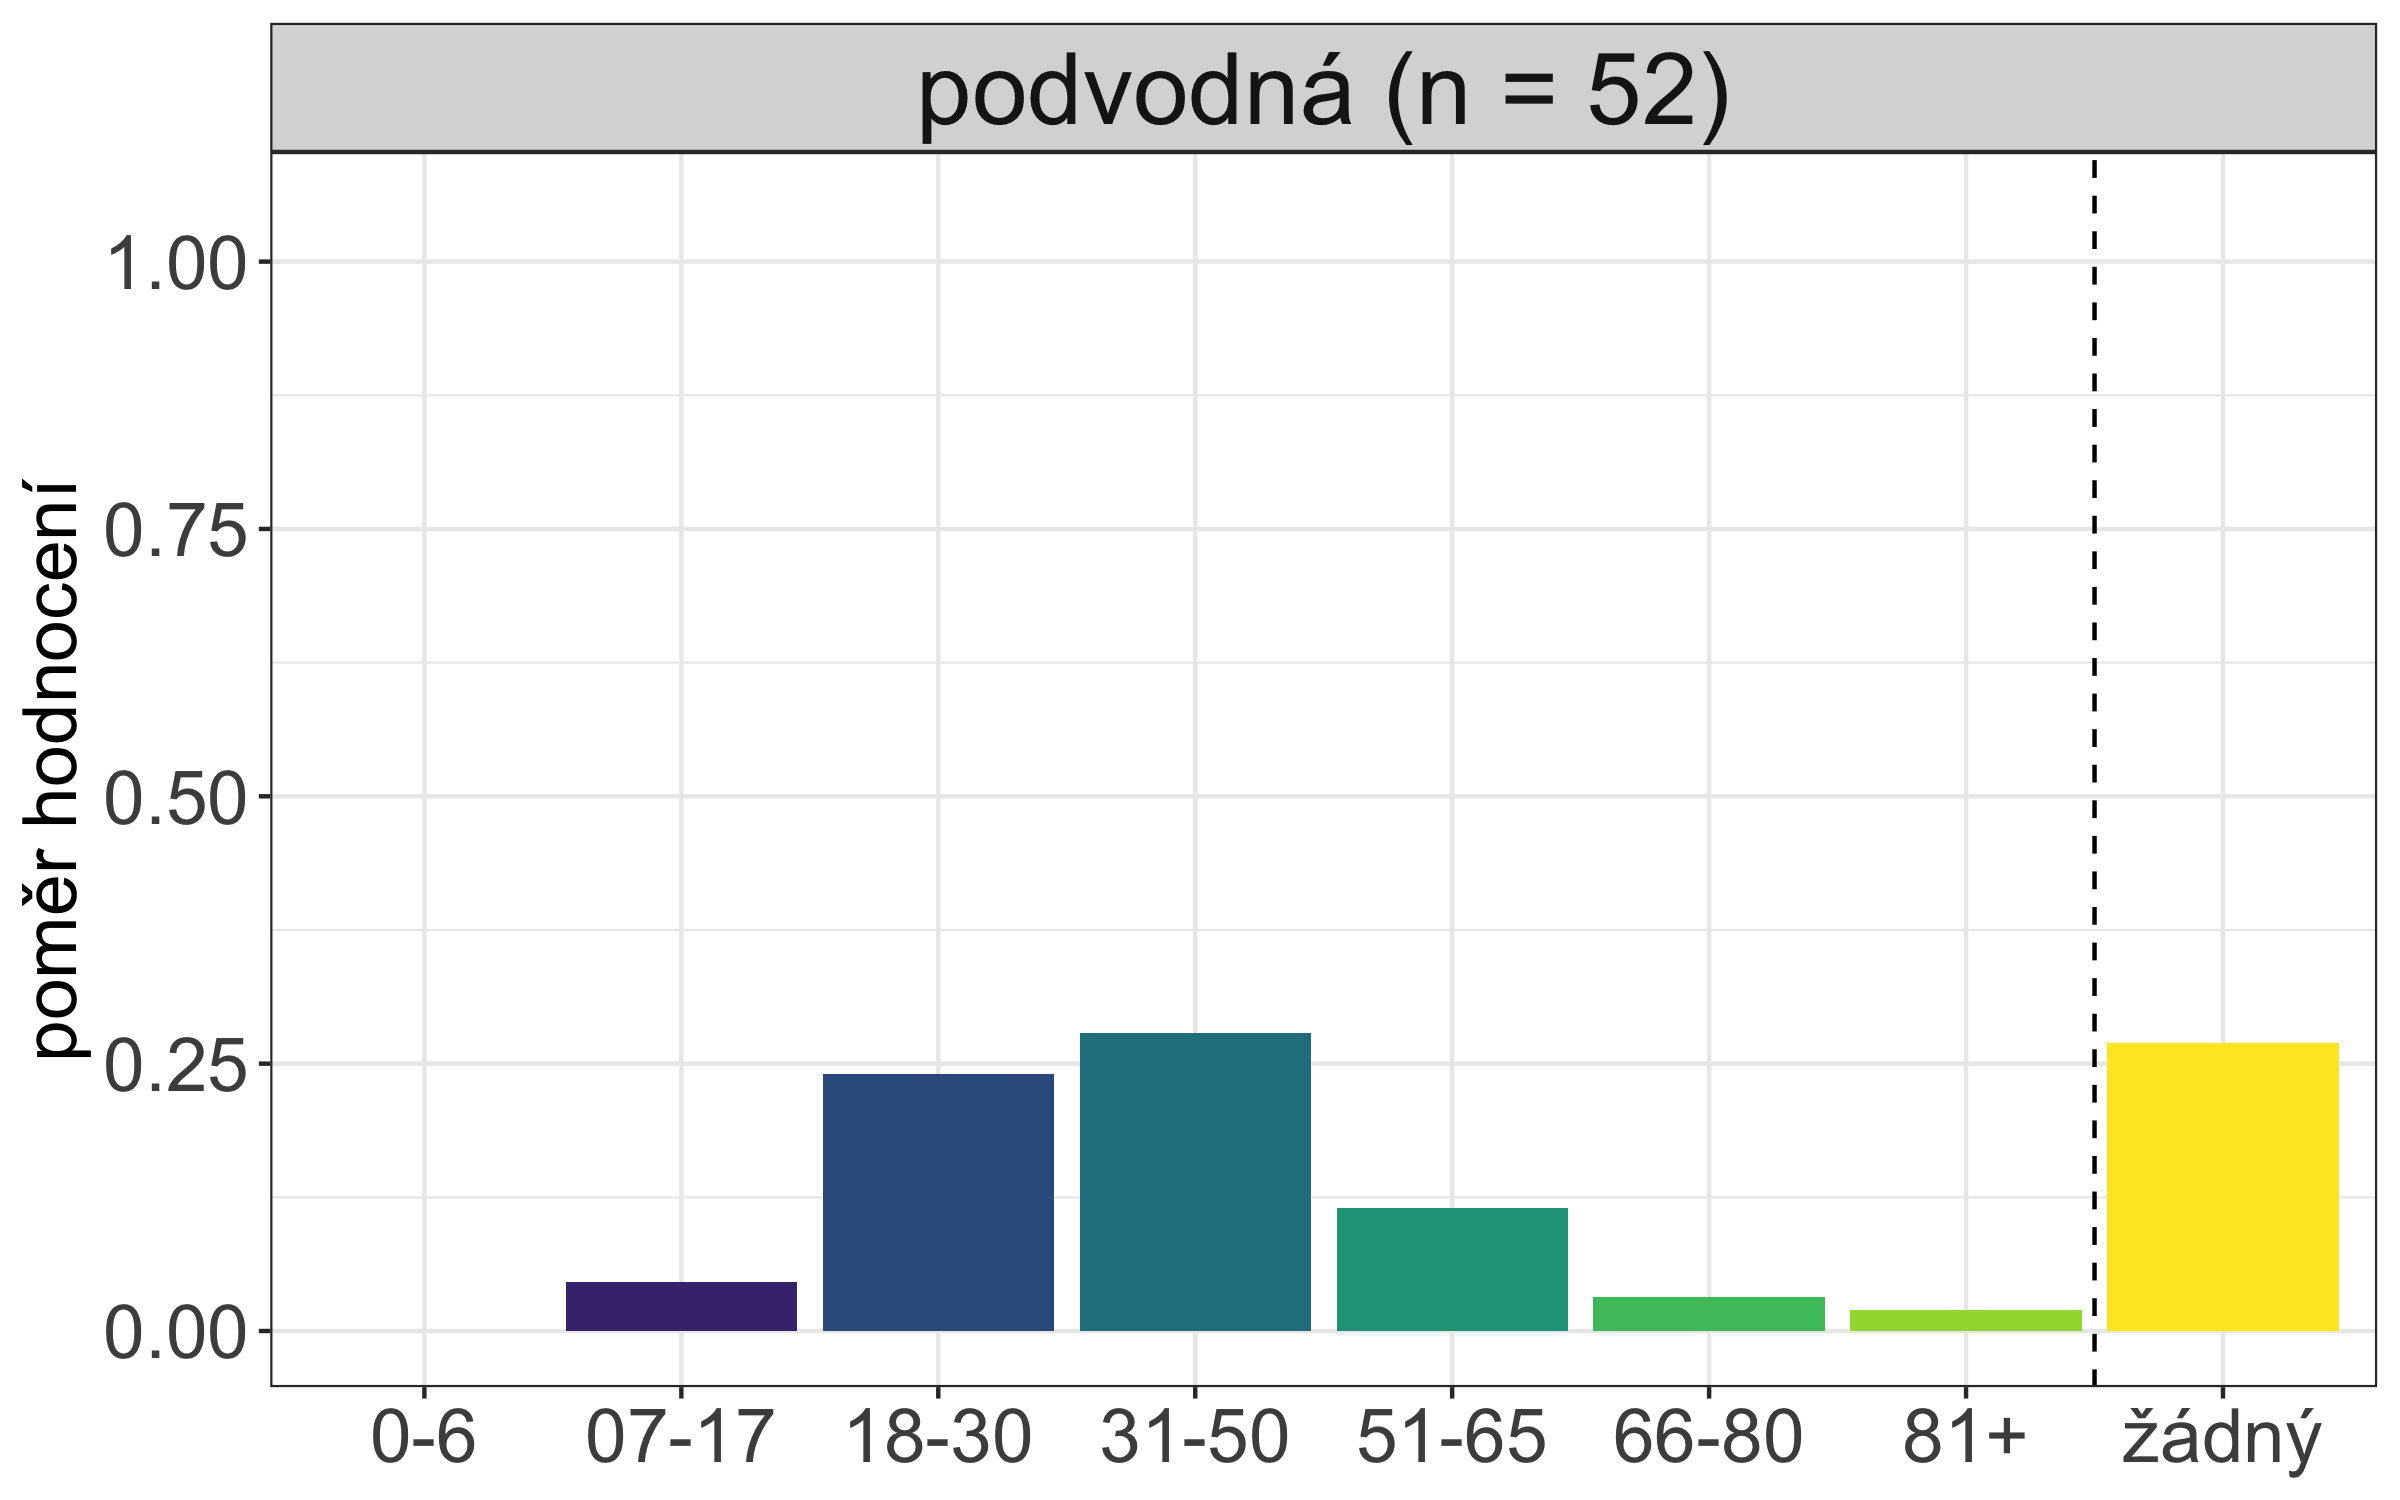 podvodná (n = 52)
poměr hodnocení
1.00
0.75
0.50
0.25
0.00
0-6 07-17 18-30 31-50 51-65 66-80 81+ žádný